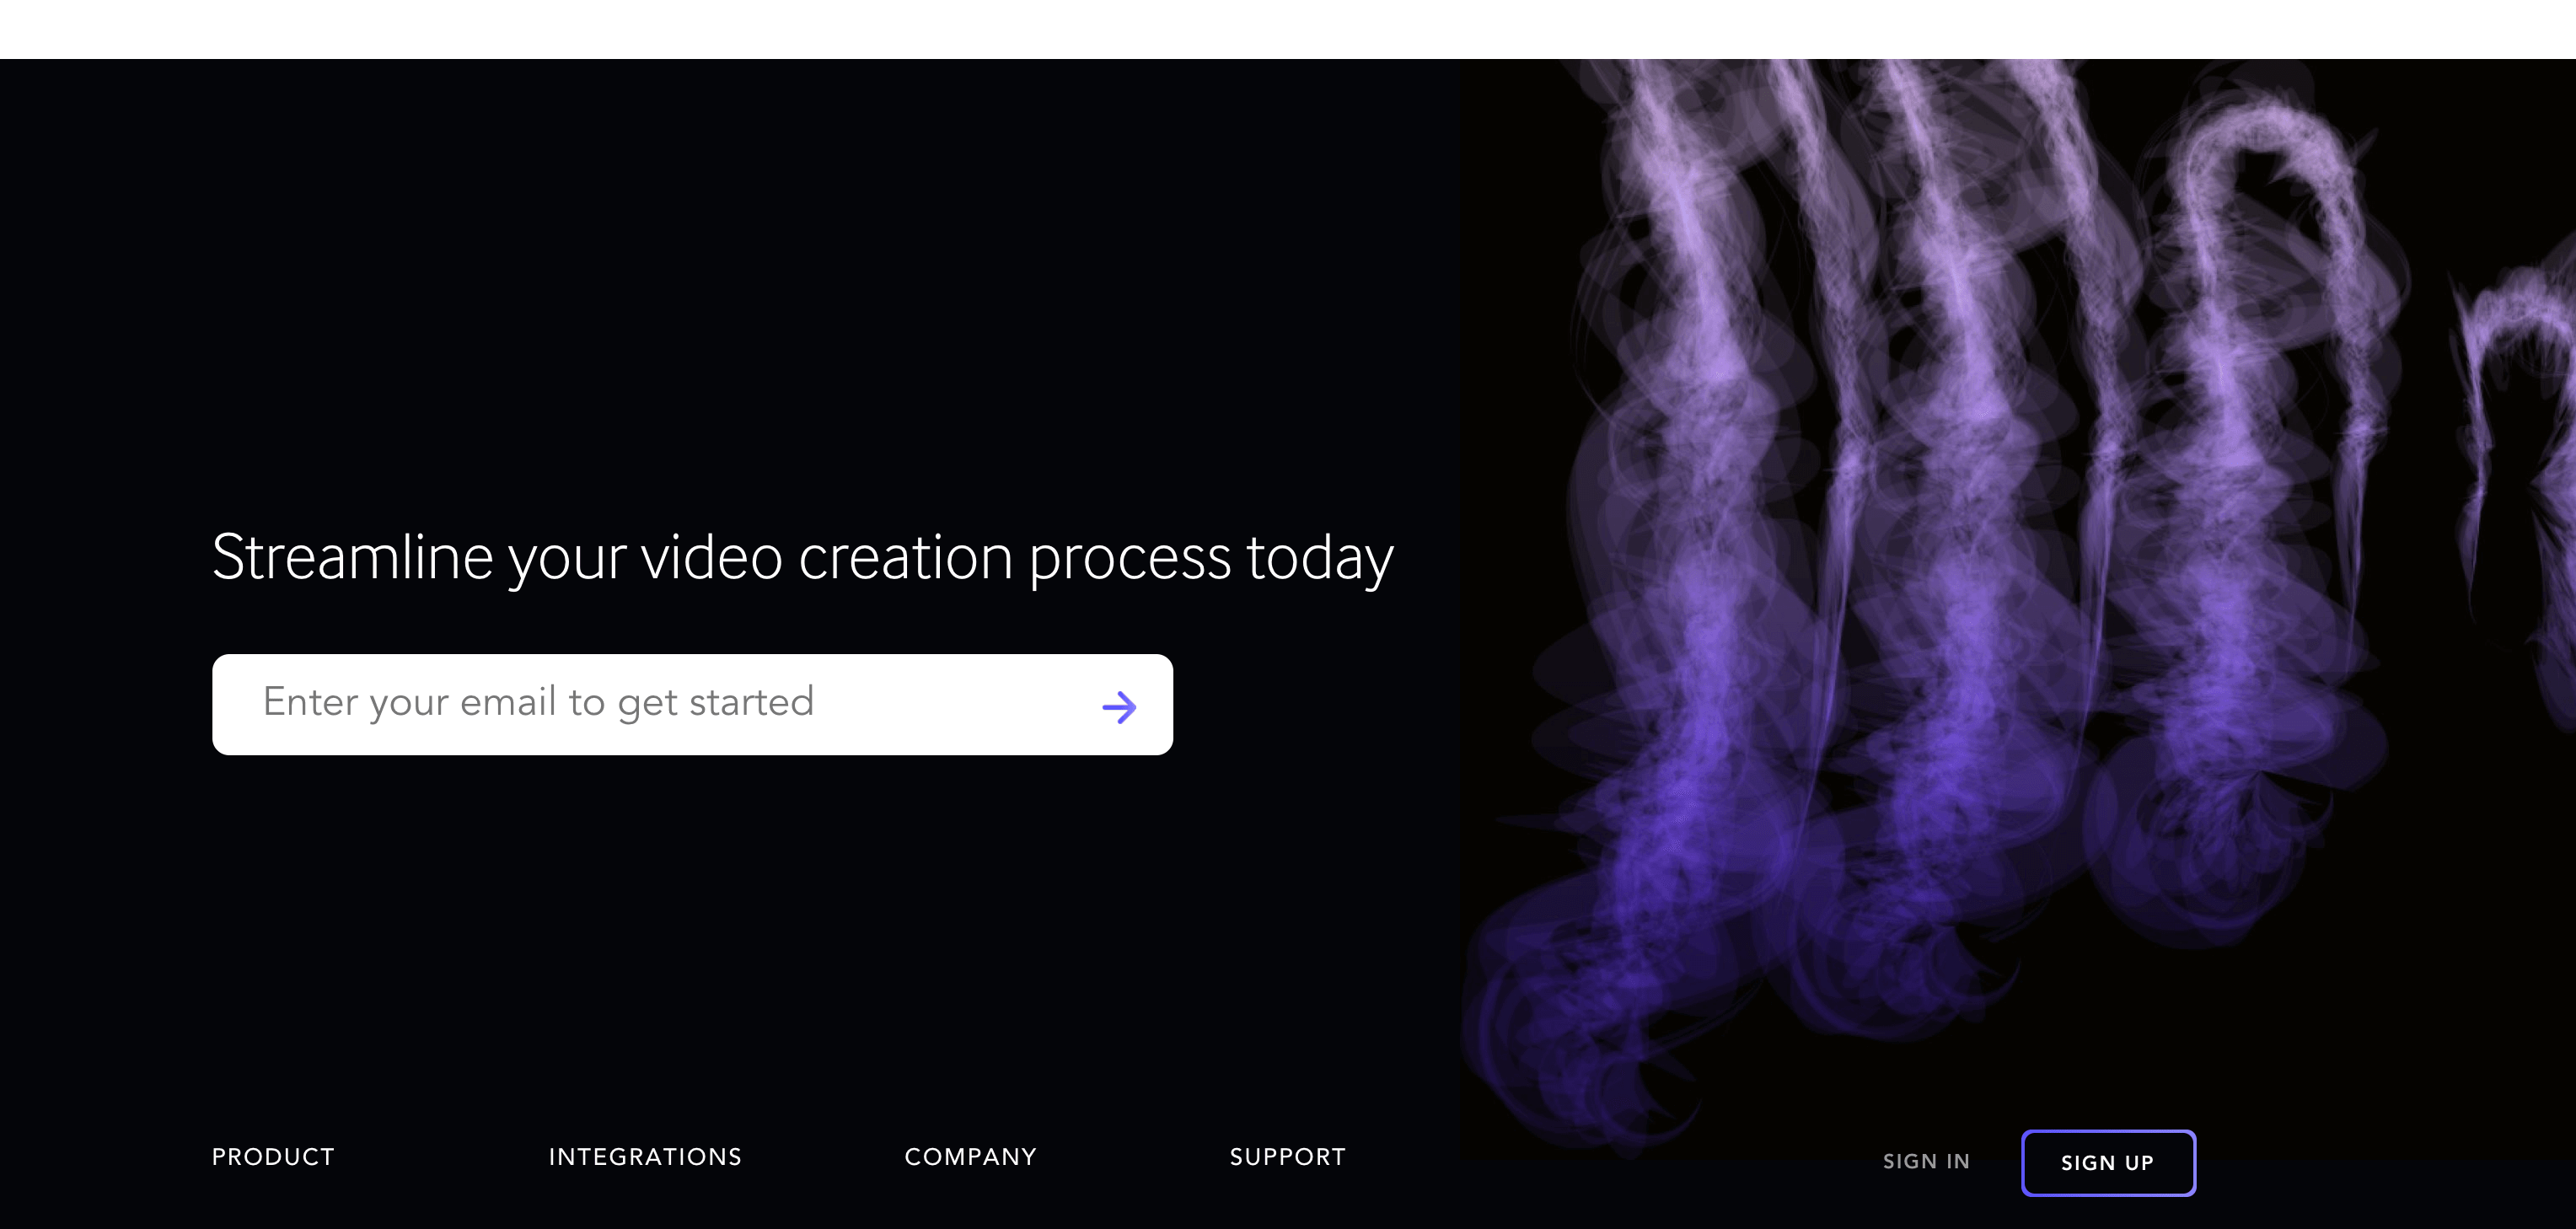 Streamline your video creation process today
Enter your email to get started
PRODUCT
INTEGRATIONS
COMPANY
SUPPORT
SIGN IN
SIGN UP